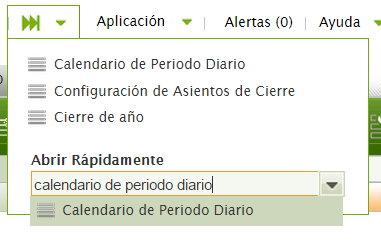 Aplicación
Alertas (0)
Ayuda
Calendario de Periodo Diario
Configuración de Asientos de Cierre
Cierre de año
Abrir Rápidamente
calendario de periodo diario
Calendario de Periodo Diario